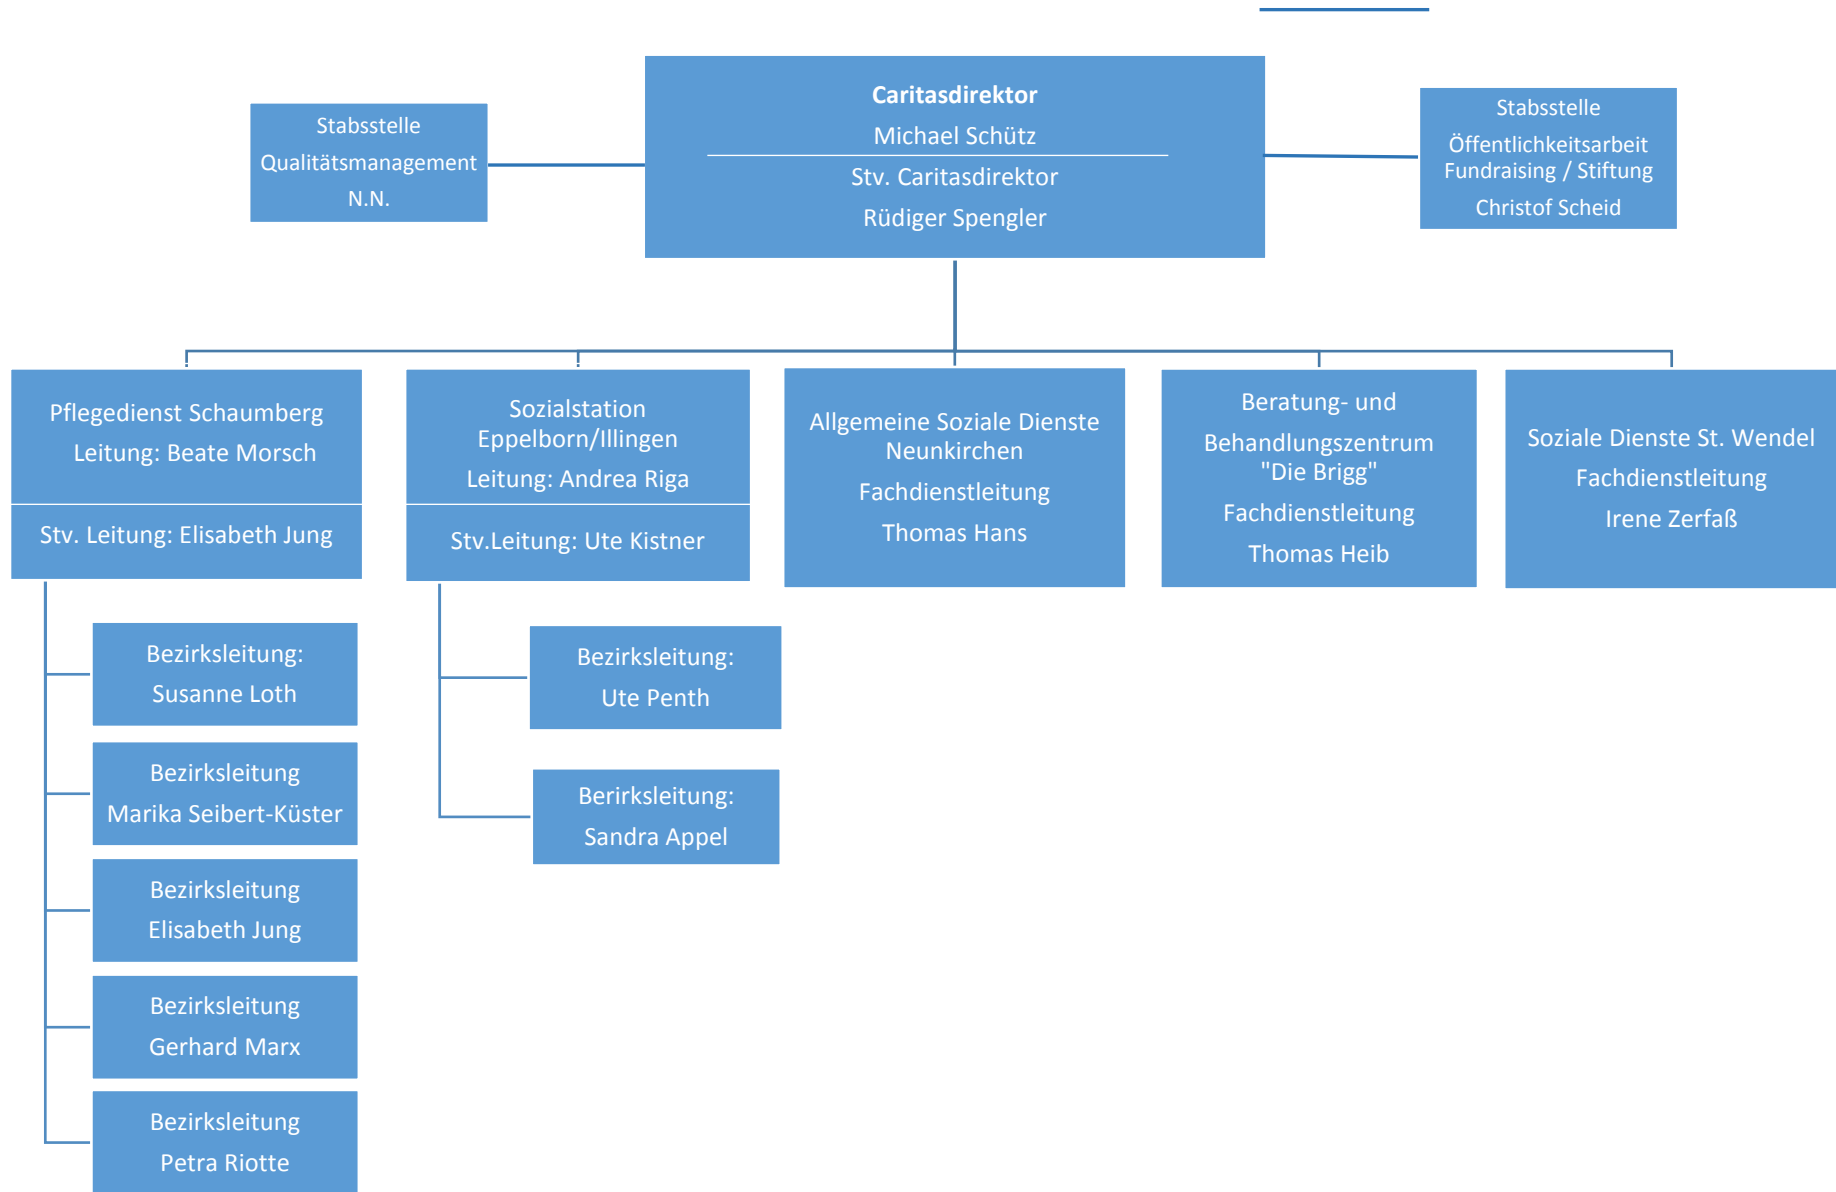 Caritasdirektor
Michael Schütz
Stv. Caritasdirektor
Rüdiger Spengler
Stabsstelle
Qualitätsmanagement
N.N.
Stabsstelle
Öffentlichkeitsarbeit
Fundraising / Stiftung
Christof Scheid
Pflegedienst Schaumberg
Leitung: Beate Morsch
Stv. Leitung: Elisabeth Jung
Bezirksleitung:
Susanne Loth
Bezirksleitung
Marika Seibert-Küster
Bezirksleitung
Elisabeth Jung
Bezirksleitung
Gerhard Marx
Bezirksleitung
Petra Riotte
Sozialstation
Eppelborn/Illingen
Leitung: Andrea Riga
Stv.Leitung: Ute Kistner
Bezirksleitung:
Ute Penth
Berirksleitung:
Sandra Appel
Allgemeine Soziale Dienste
Neunkirchen
Fachdienstleitung
Thomas Hans
Beratung- und
Behandlungszentrum
"Die Brigg"
Fachdienstleitung
Thomas Heib
Soziale Dienste St. Wendel
Fachdienstleitung
Irene Zerfaß